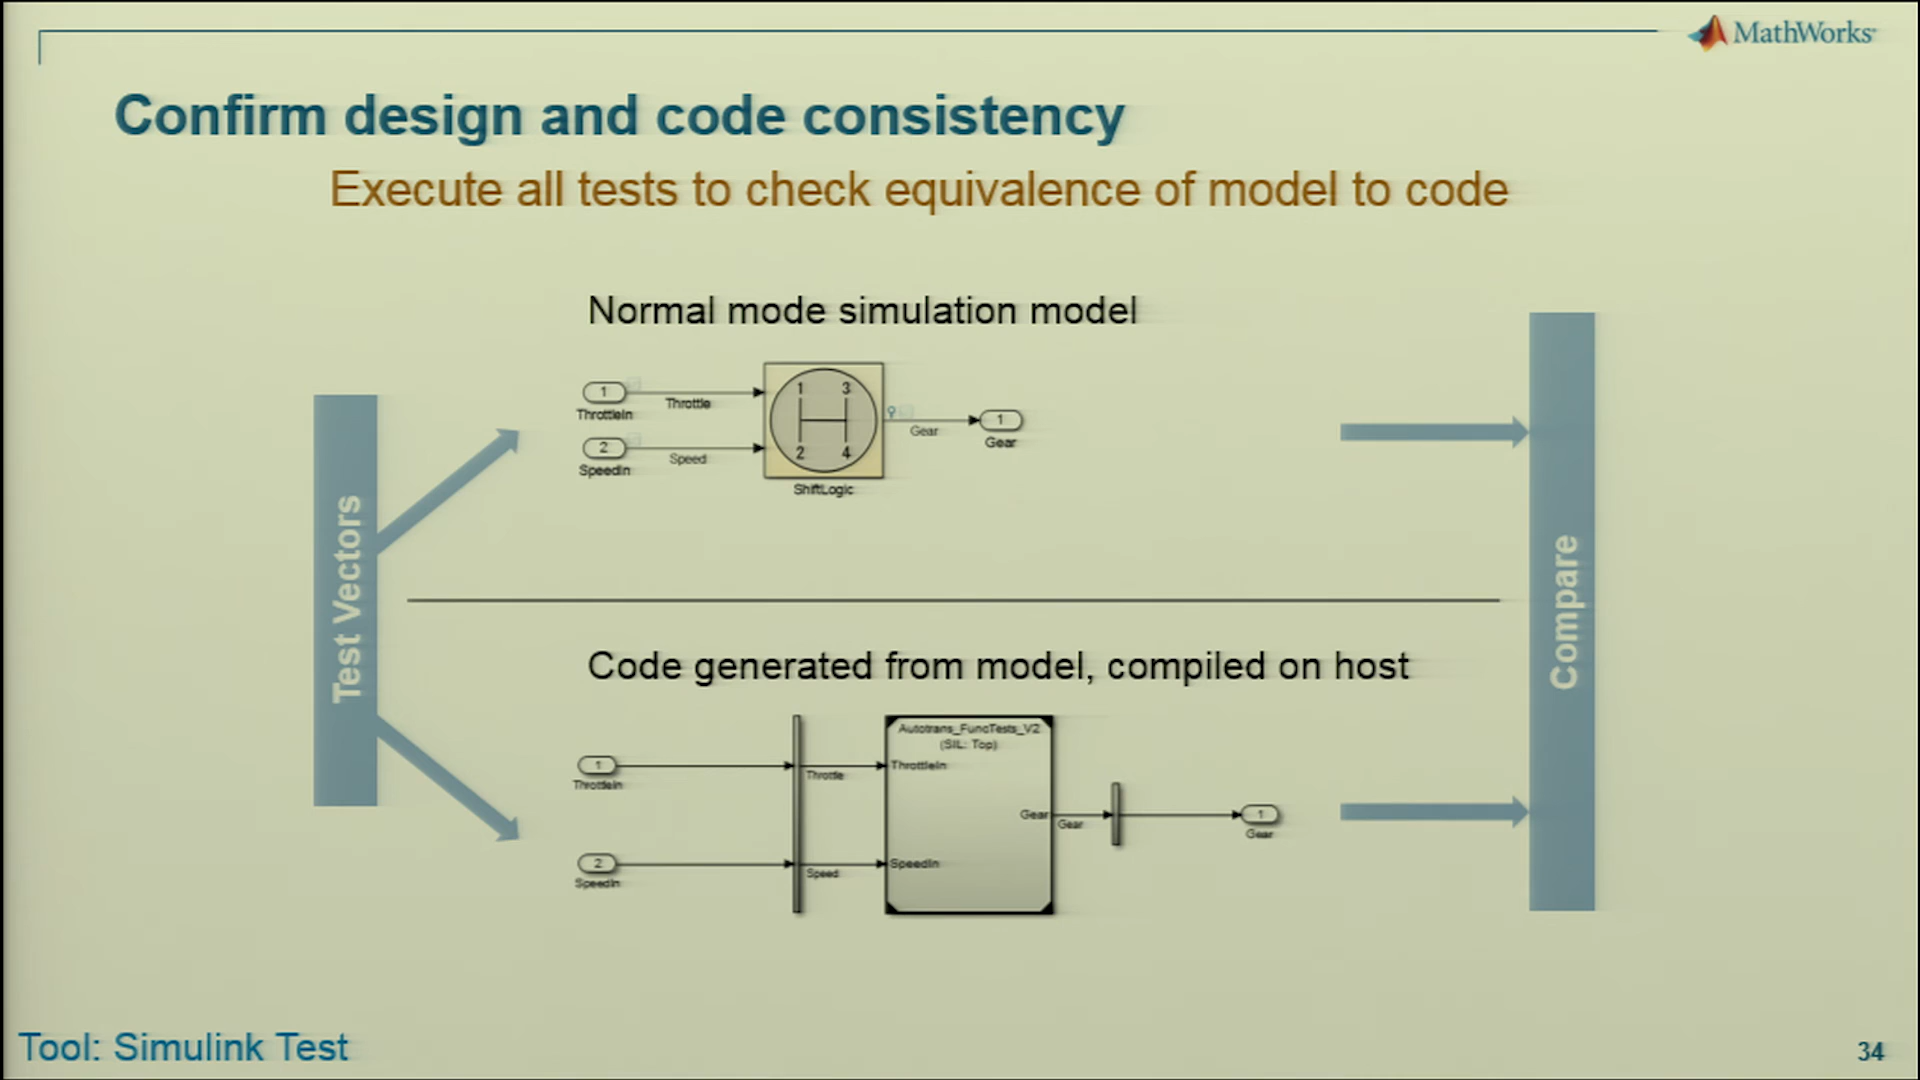 MathWorks
Confirm design and code consistency
Execute all tests to check equivalence of model to code
Normal mode simulation model
1
ThrottleIn
Throttle
2
SpeedIn
Speed
1 3
2 4
ShiftLogic
Gear
1
Gear
Test Vectors
Compare
Code generated from model, compiled on host
1
ThrottleIn
Throttle
2
SpeedIn
Speed
Autotrans_FuncTests_V2
(SIL: Top)
ThrottleIn
SpeedIn
Gear
Gear
1
Gear
Tool: Simulink Test
34